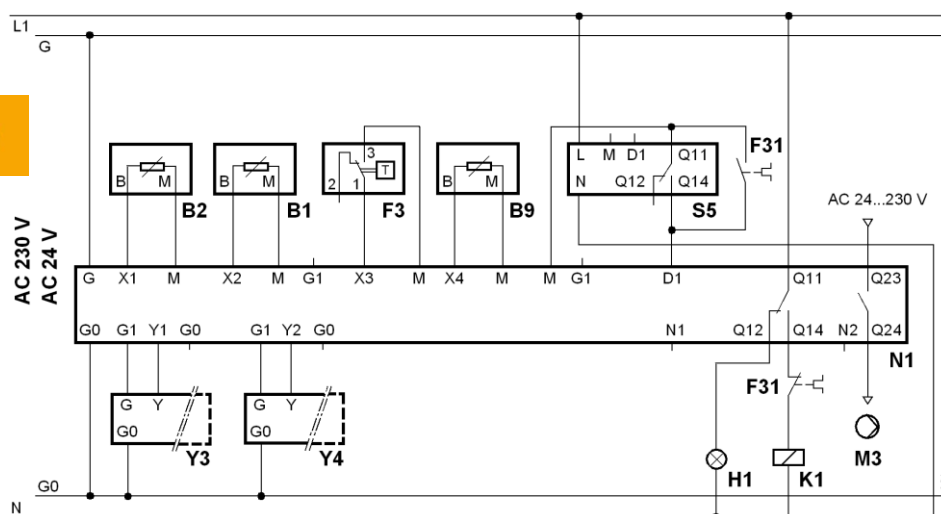 L1
G
AC 230 V
AC 24 V
B M
B2
B M
B1
3
T
2 1
F3
B M
B9
L M D1 Q11
N Q12 Q14
S5
F31
AC 24...230 V
G X1 M X2 M G1 X3 M X4 M M G1 D1 Q11 Q23
G0 G1 Y1 G0 G1 Y2 G0 N1 Q12 Q14 N2 Q24
N1
G Y
G0
Y3
G Y
G0
Y4
F31
H1
K1
M3
G0
N